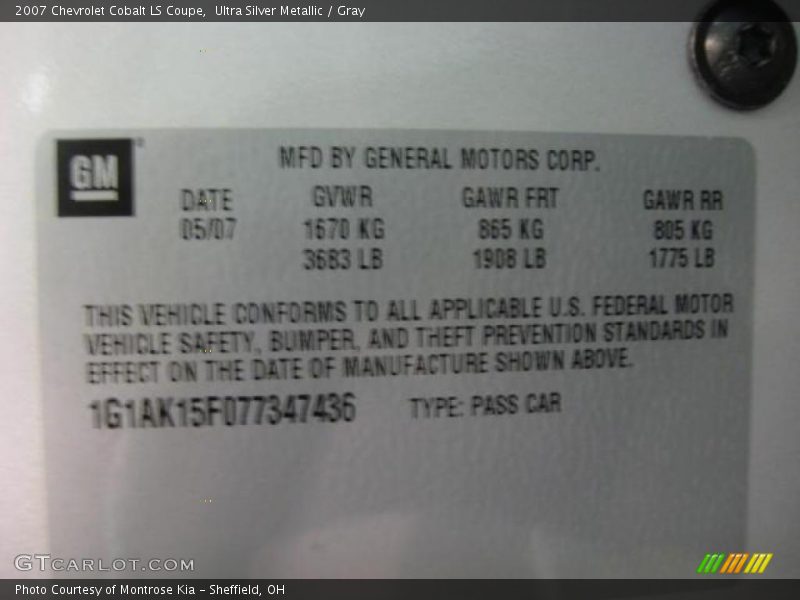 2007 Chevrolet Cobalt LS Coupe,  Ultra Silver Metallic / Gray
GM
MFD BY GENERAL MOTORS CORP.
DATE GVWR GAWR FRT GAWR RR
05/07 1670 KG 865 KG 805 KG
3683 LB 1908 LB 1775 LB
THIS VEHICLE CONFORMS TO ALL APPLICABLE U.S. FEDERAL MOTOR
VEHICLE SAFETY, BUMPER, AND THEFT PREVENTION STANDARDS IN
EFFECT ON THE DATE OF MANUFACTURE SHOWN ABOVE.
1G1AK15F077347436 TYPE: PASS CAR
GTCARLOT.COM
Photo Courtesy of Montrose Kia – Sheffield, OH